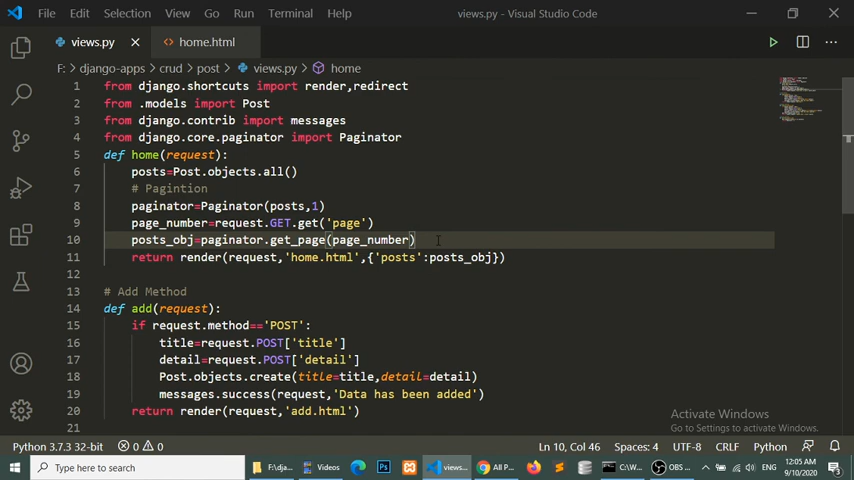 File Edit Selection View Go Run Terminal Help views.py - Visual Studio Code
views.py home.html
F: > django-apps > crud > post > views.py > home
1 from django.shortcuts import render,redirect
2 from .models import Post
3 from django.contrib import messages
4 from django.core.paginator import Paginator
5 def home(request):
6 posts=Post.objects.all()
7 # Pagintion
8 paginator=Paginator(posts,1)
9 page_number=request.GET.get('page')
10 posts_obj=paginator.get_page(page_number)
11 return render(request,'home.html',{'posts':posts_obj})
12
13 # Add Method
14 def add(request):
15 if request.method=='POST':
16 title=request.POST['title']
17 detail=request.POST['detail']
18 Post.objects.create(title=title,detail=detail)
19 messages.success(request,'Data has been added')
20 return render(request,'add.html')
21
Activate Windows
Go to Settings to activate Windows.
Python 3.7.3 32-bit 0 0 Ln 10, Col 46 Spaces: 4 UTF-8 CRLF Python
Type here to search F:\dja... Videos views... All P... C:\W... OBS ... ENG 12:05 AM 9/10/2020 3